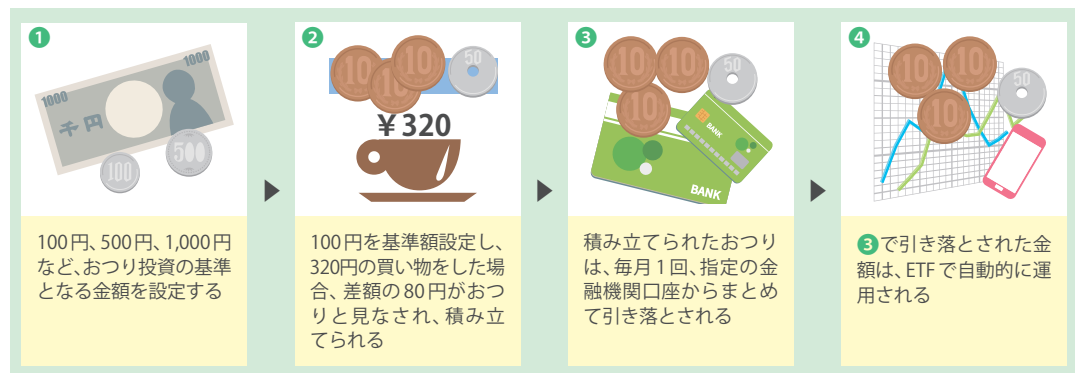 1
1000
1000
千円
100
500
100円、500円、1,000円
など、おつり投資の基準
となる金額を設定する
2
10
10
10
10
50
¥320
100円を基準額設定し、
320円の買い物をした場
合、差額の80円がおつ
りと見なされ、積み立
てられる
3
10
10
50
10
BANK
BANK
積み立てられたおつり
は、毎月1回、指定の金
融機関口座からまとめ
て引き落とされる
4
10
10
50
10
3で引き落とされた金
額は、ETFで自動的に運
用される